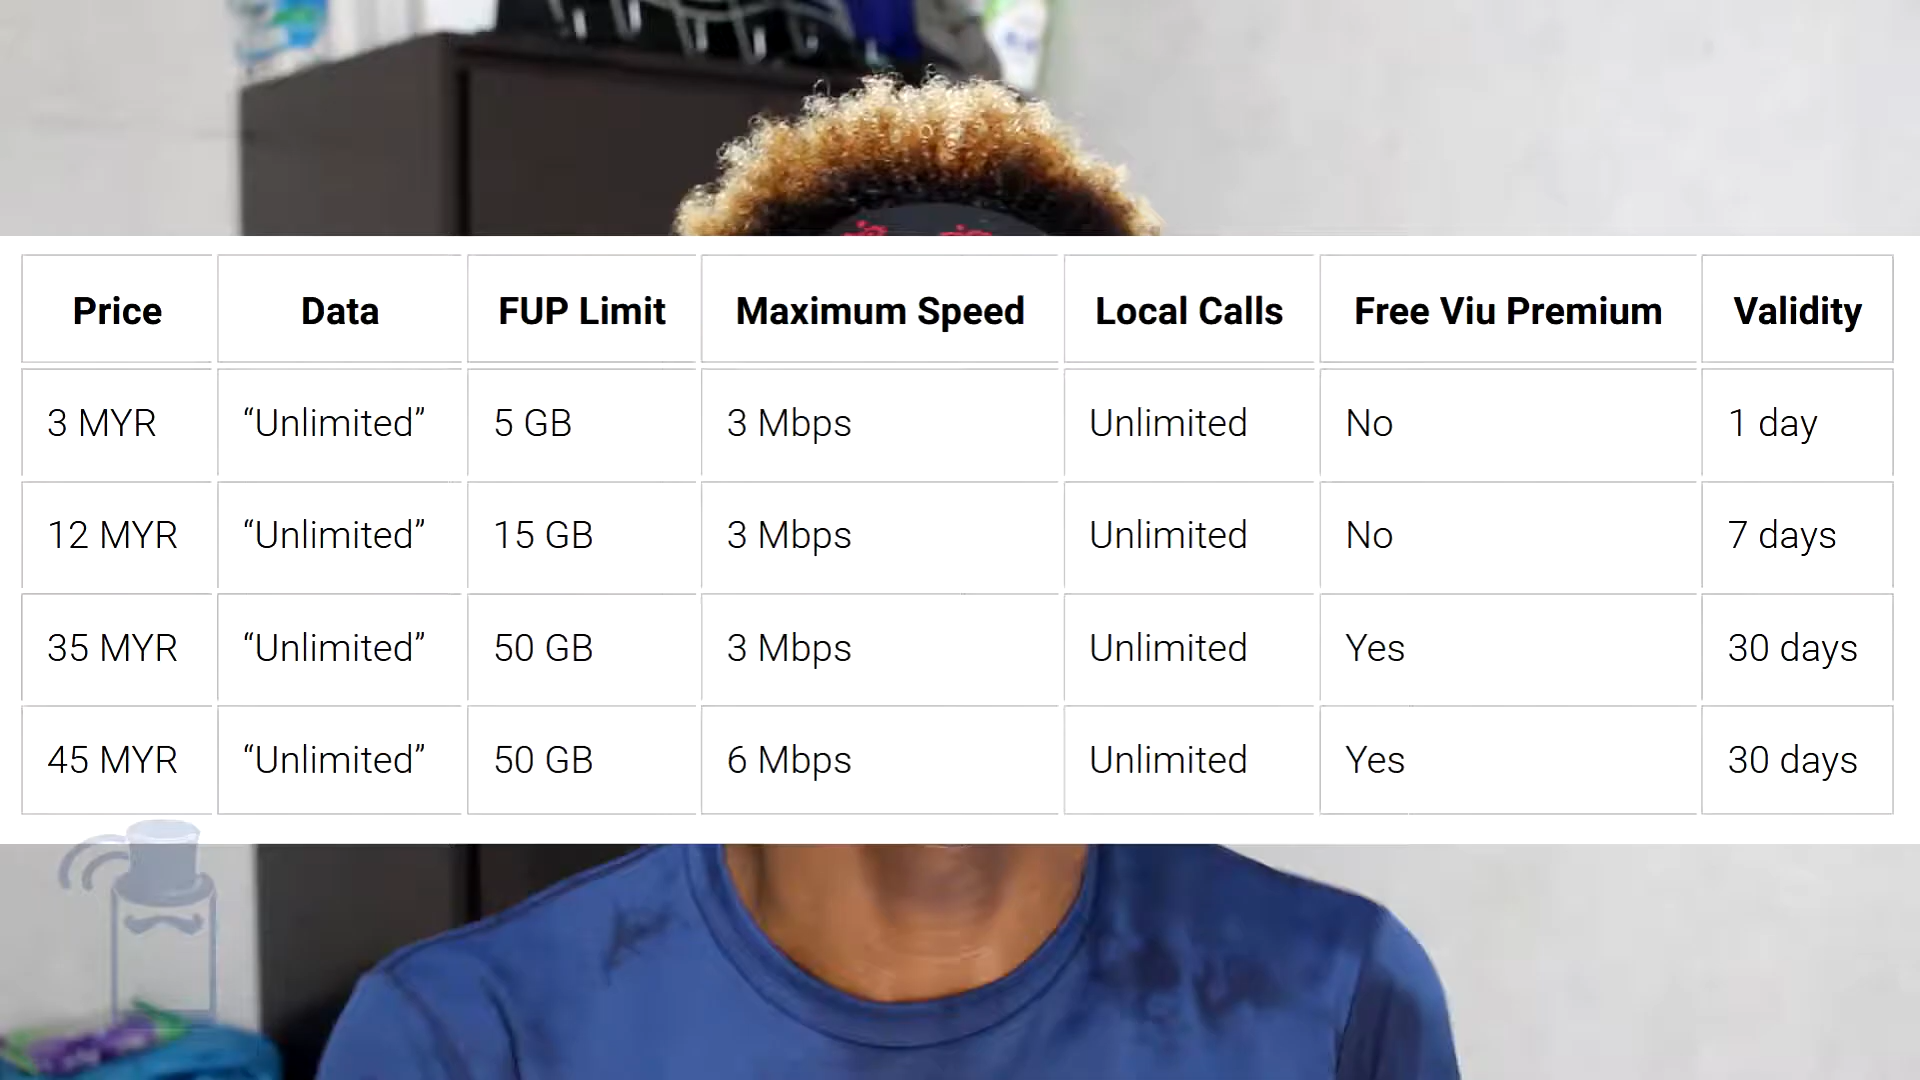 Price Data FUP Limit Maximum Speed Local Calls Free Viu Premium Validity
3 MYR “Unlimited” 5 GB 3 Mbps Unlimited No 1 day
12 MYR “Unlimited” 15 GB 3 Mbps Unlimited No 7 days
35 MYR “Unlimited” 50 GB 3 Mbps Unlimited Yes 30 days
45 MYR “Unlimited” 50 GB 6 Mbps Unlimited Yes 30 days